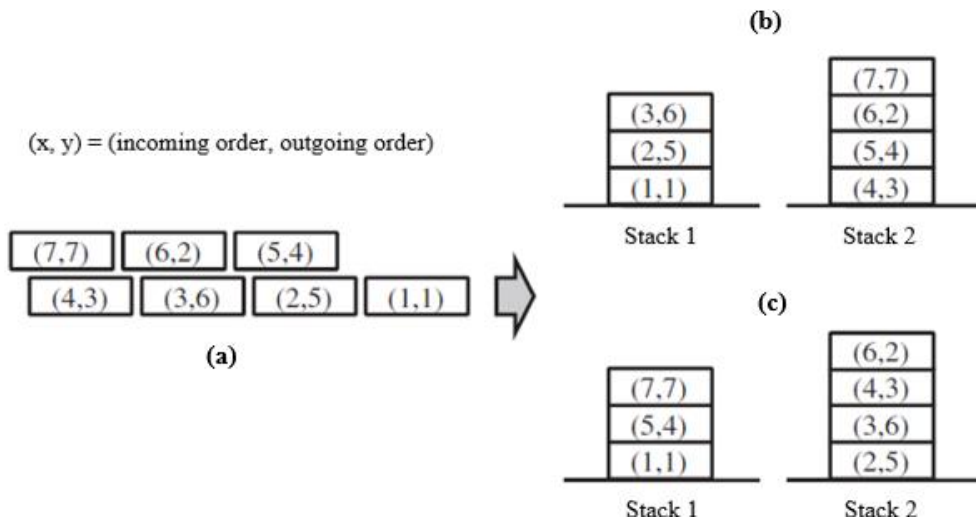 (x, y) = (incoming order, outgoing order)
(7,7) (6,2) (5,4)
(4,3) (3,6) (2,5) (1,1)
(a)
(b)
(3,6)
(2,5)
(1,1)
Stack 1
(7,7)
(6,2)
(5,4)
(4,3)
Stack 2
(c)
(7,7)
(5,4)
(1,1)
Stack 1
(6,2)
(4,3)
(3,6)
(2,5)
Stack 2